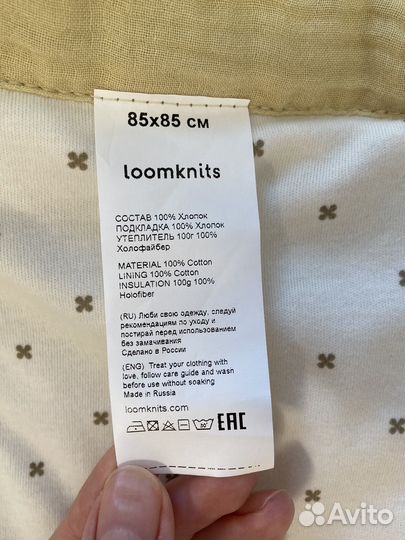 85x85 см
loomknits
СОСТАВ 100% Хлопок
ПОДКЛАДКА 100% Хлопок
УТЕПЛИТЕЛЬ 100г 100%
Холофайбер
MATERIAL 100% Cotton
LINING 100% Cotton
INSULATION 100g 100%
Holofiber
(RU) Люби свою одежду, следуй
рекомендациям по уходу и
постирай перед использованием
без замачивания
Сделано в России
(ENG) Treat your clothing with
love, follow care guide and wash
before use without soaking
Made in Russia
loomknits.com
30° EAC
Avito